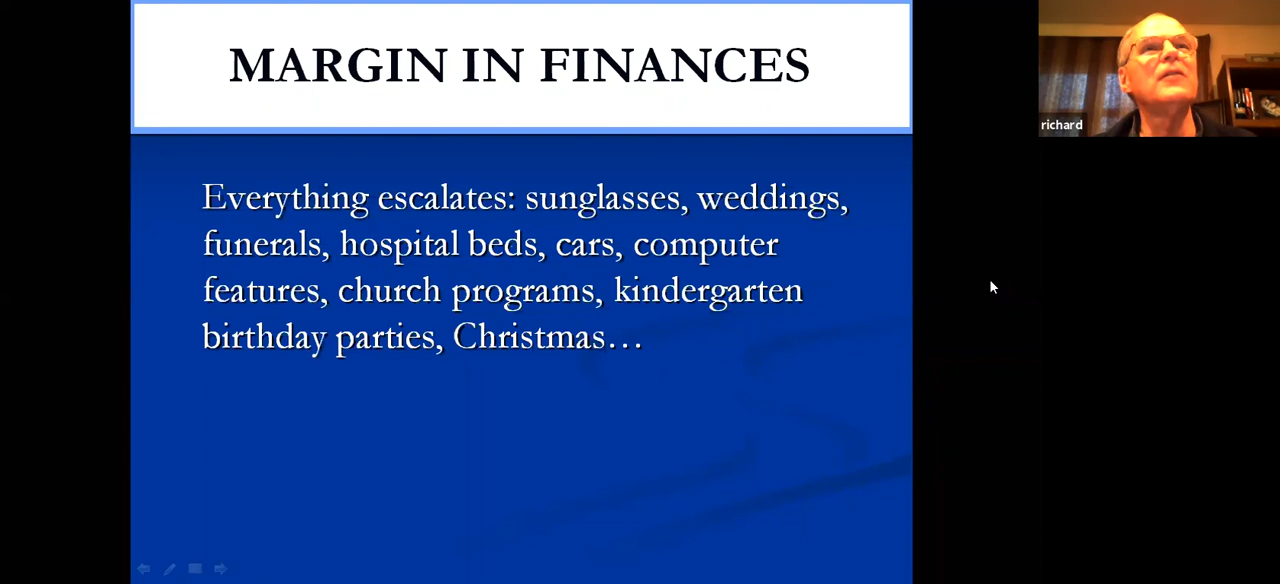 MARGIN IN FINANCES
Everything escalates: sunglasses, weddings,
funerals, hospital beds, cars, computer
features, church programs, kindergarten
birthday parties, Christmas…
richard